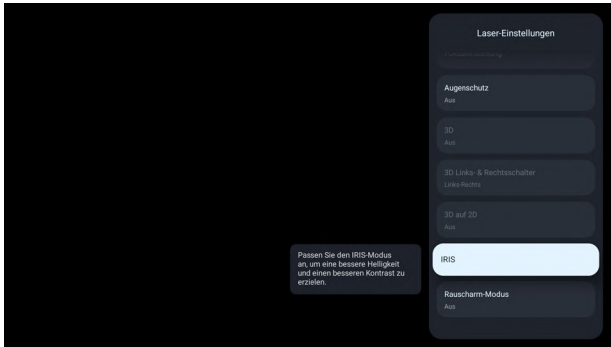 Laser-Einstellungen
Augenschutz
Aus
3D
Aus
3D Links- & Rechtsschalter
Links-Rechts
3D auf 2D
Aus
Passen Sie den IRIS-Modus
an, um eine bessere Helligkeit
und einen besseren Kontrast zu
erzielen.
IRIS
Rauscharm-Modus
Aus